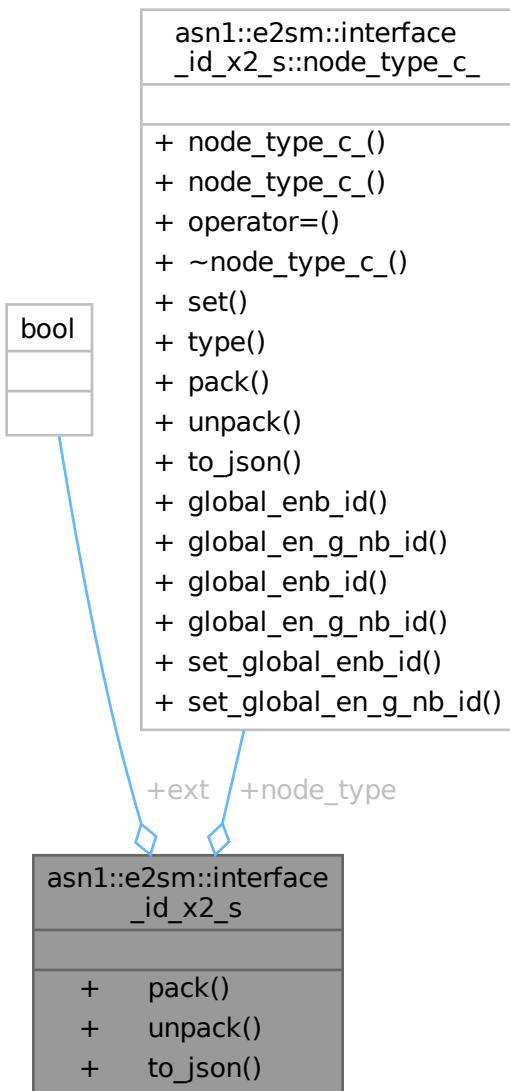 asn1::e2sm::interface
_id_x2_s::node_type_c_
+ node_type_c_()
+ node_type_c_()
+ operator=()
+ ~node_type_c_()
+ set()
+ type()
+ pack()
+ unpack()
+ to_json()
+ global_enb_id()
+ global_en_g_nb_id()
+ global_enb_id()
+ global_en_g_nb_id()
+ set_global_enb_id()
+ set_global_en_g_nb_id()
bool
+ext
+node_type
asn1::e2sm::interface
_id_x2_s
+ pack()
+ unpack()
+ to_json()